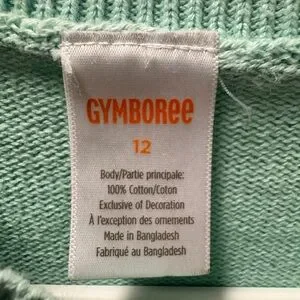 GYMBOREE
12
Body/Partie principale:
100% Cotton/Coton
Exclusive of Decoration
À l'exception des ornements
Made in Bangladesh
Fabriqué au Bangladesh